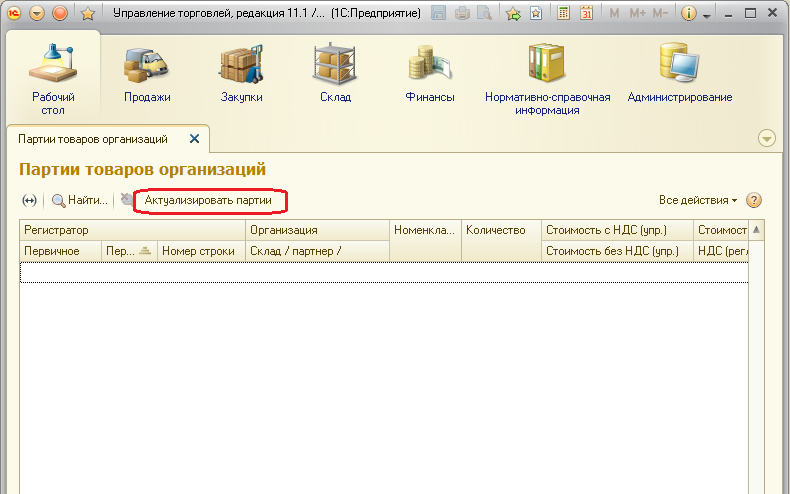 Управление торговлей, редакция 11.1 /... (1С:Предприятие)
M M+ M-
Рабочий стол
Продажи
Закупки
Склад
Финансы
Нормативно-справочная информация
Администрирование
Партии товаров организаций
Партии товаров организаций
Найти... Актуализировать партии Все действия
Регистратор Организация Номенкла... Количество Стоимость с НДС (упр.) Стоимост
Первичное Пер... Номер строки Склад / партнер / Стоимость без НДС (упр.) НДС (рег